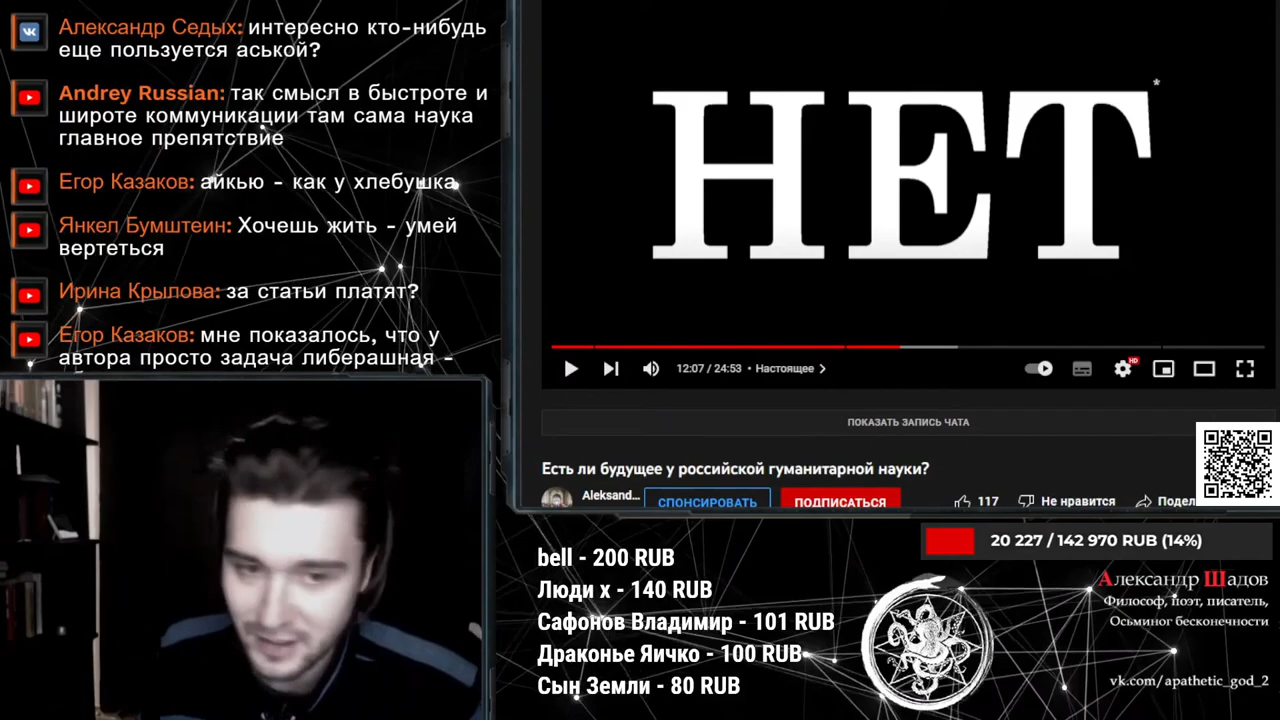 Александр Седых: интересно кто-нибудь
еще пользуется аськой?
Andrey Russian: так смысл в быстроте и
широте коммуникации там сама наука
главное препятствие
Егор Казаков: айкью - как у хлебушка
Янкел Бумштеин: Хочешь жить - умей
вертеться
Ирина Крылова: за статьи платят?
Егор Казаков: мне показалось, что у
автора просто задача либерашная -
НЕТ*
12:07 / 24:53 • Настоящее
HD
ПОКАЗАТЬ ЗАПИСЬ ЧАТА
Есть ли будущее у российской гуманитарной науки?
Aleksand...
СПОНСИРОВАТЬ
ПОДПИСАТЬСЯ
117
Не нравится
Подел
20 227 / 142 970 RUB (14%)
bell - 200 RUB
Люди х - 140 RUB
Сафонов Владимир - 101 RUB
Драконье Яичко - 100 RUB
Сын Земли - 80 RUB
Александр Шадов
Философ, поэт, писатель,
Осьминог бесконечности
vk.com/apathetic_god_2